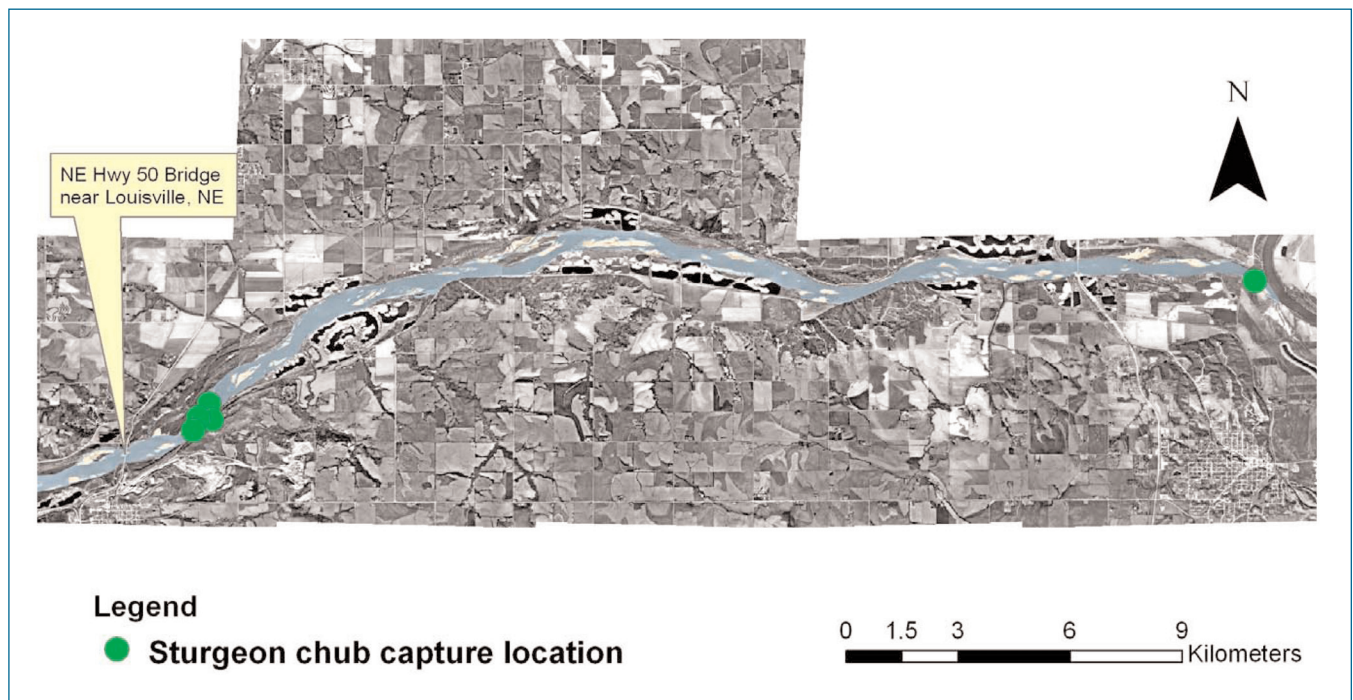 NE Hwy 50 Bridge
near Louisville, NE
N
Legend
Sturgeon chub capture location
0 1.5 3 6 9
Kilometers